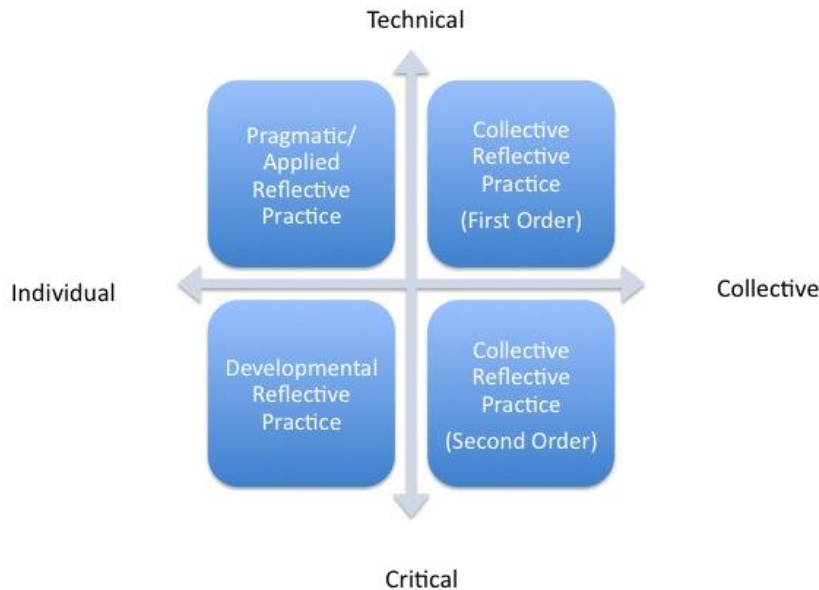 Technical
Pragmatic/
Applied
Reflective
Practice
Collective
Reflective
Practice
(First Order)
Individual
Collective
Developmental
Reflective
Practice
Collective
Reflective
Practice
(Second Order)
Critical